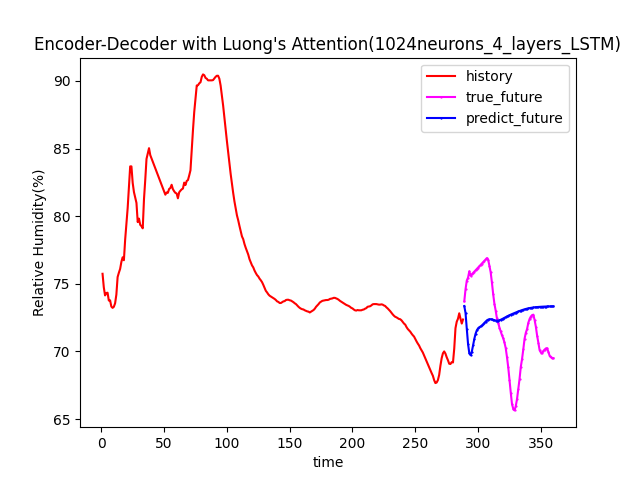 Encoder-Decoder with Luong's Attention(1024neurons_4_layers_LSTM)
history
true_future
predict_future
Relative Humidity(%)
90
85
80
75
70
65
0
50
100
150
200
250
300
350
time